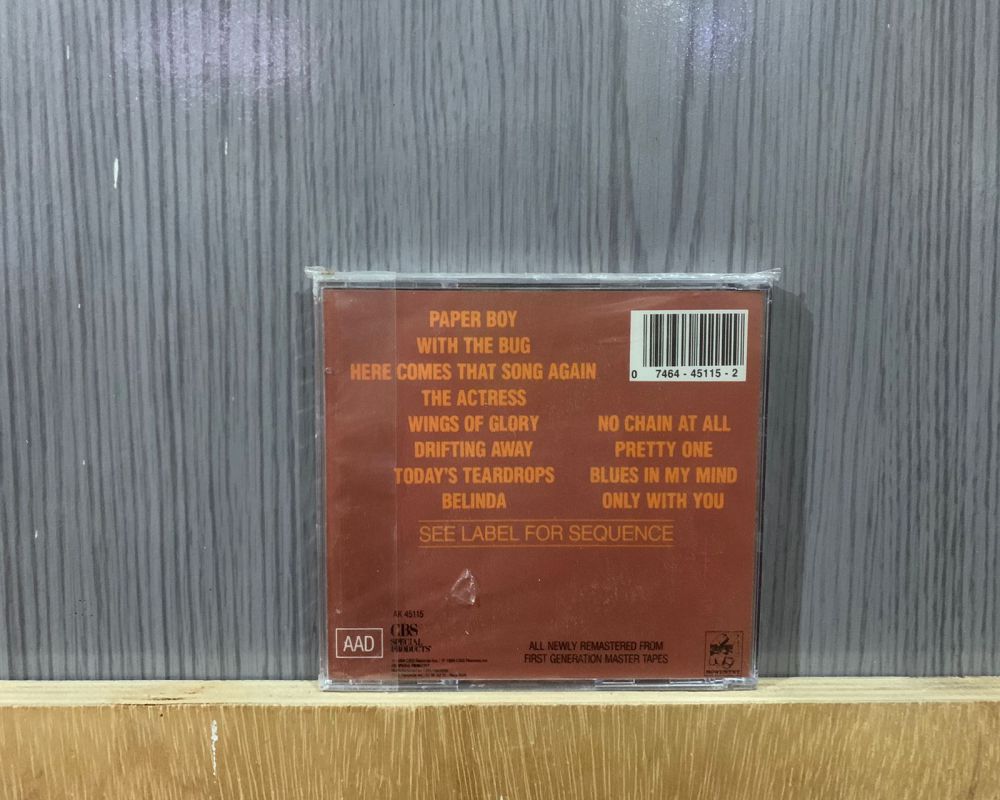 PAPER BOY
WITH THE BUG
HERE COMES THAT SONG AGAIN
THE ACTRESS
WINGS OF GLORY
DRIFTING AWAY
TODAY'S TEARDROPS
BELINDA
0 7464 - 45115 - 2
NO CHAIN AT ALL
PRETTY ONE
BLUES IN MY MIND
ONLY WITH YOU
SEE LABEL FOR SEQUENCE
AK 45115
AAD
CBS
SPECIAL
PRODUCTS
ALL NEWLY REMASTERED FROM
FIRST GENERATION MASTER TAPES